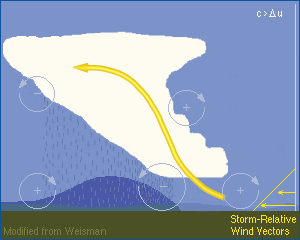 c>Δu
Storm-Relative
Wind Vectors
Modified from Weisman